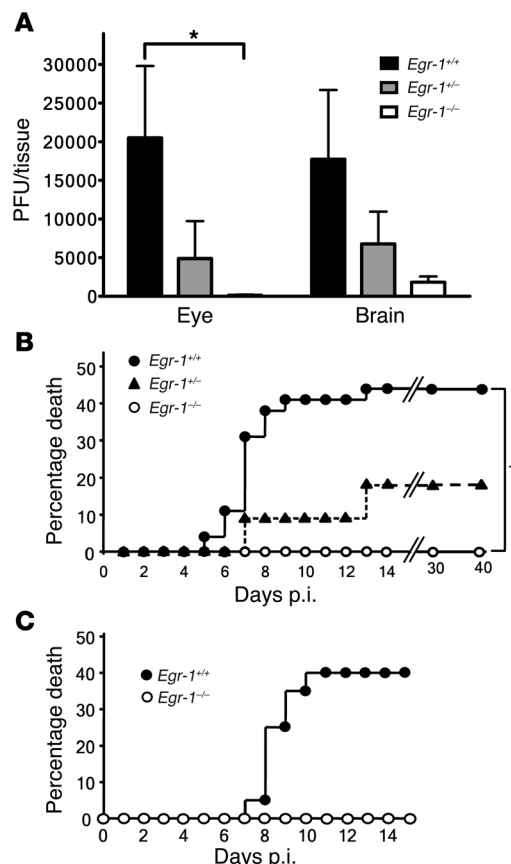 A
*
Egr-1+/+
Egr-1+/–
Egr-1–/–
PFU/tissue
30000
25000
20000
15000
10000
5000
0
Eye Brain
B
Egr-1+/+
Egr-1+/–
Egr-1–/–
Percentage death
50
40
30
20
10
0
0 2 4 6 8 10 12 14 30 40
Days p.i.
C
Egr-1+/+
Egr-1–/–
Percentage death
50
40
30
20
10
0
0 2 4 6 8 10 12 14
Days p.i.